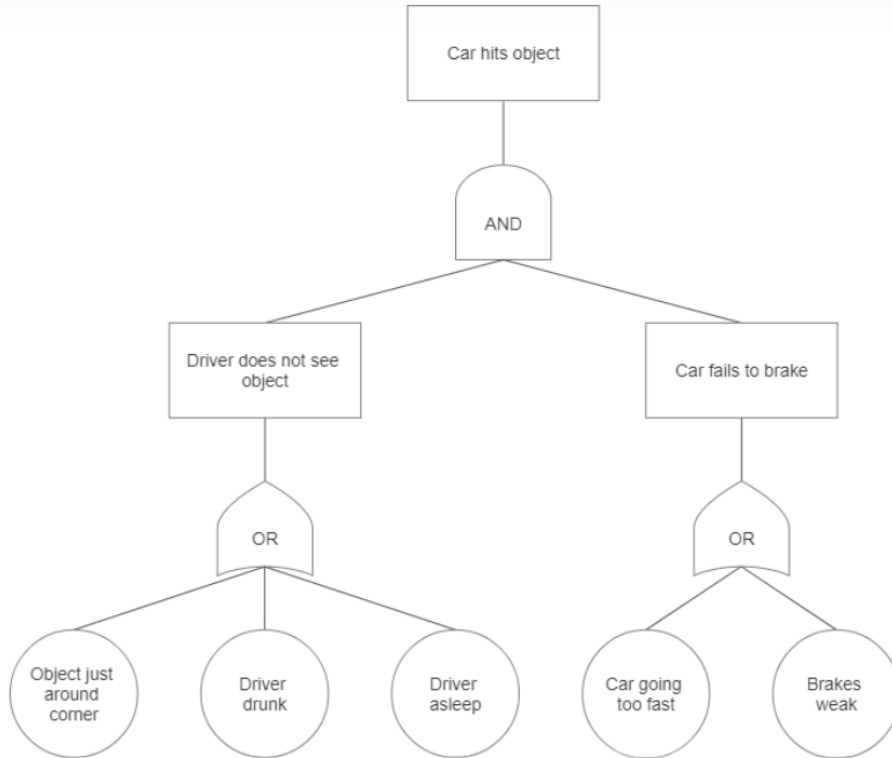 Car hits object
AND
Driver does not see
object
Car fails to brake
OR
OR
Object just
around
corner
Driver
drunk
Driver
asleep
Car going
too fast
Brakes
weak